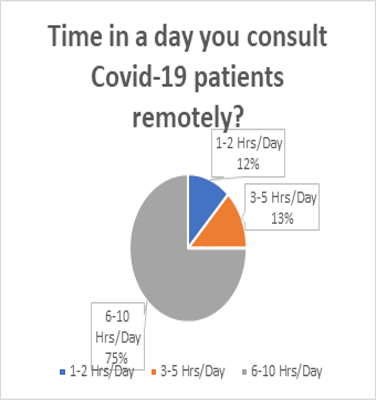 Time in a day you consult
Covid-19 patients
remotely?
1-2 Hrs/Day
12%
3-5 Hrs/Day
13%
6-10
Hrs/Day
75%
1-2 Hrs/Day 3-5 Hrs/Day 6-10 Hrs/Day